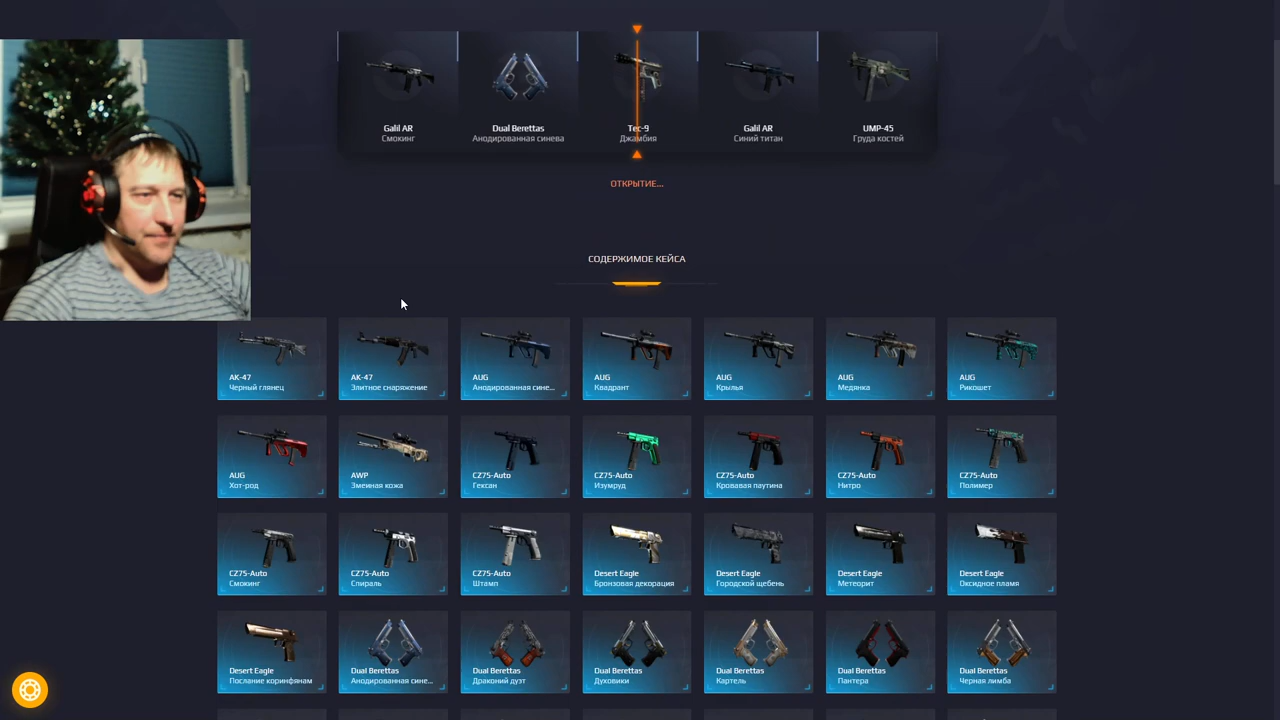 Galil AR
Смокинг
Dual Berettas
Анодированная синева
Tec-9
Джамбия
Galil AR
Синий титан
UMP-45
Груда костей
ОТКРЫТИЕ...
СОДЕРЖИМОЕ КЕЙСА
AK-47
Черный глянец
AK-47
Элитное снаряжение
AUG
Анодированная сине...
AUG
Квадрант
AUG
Крылья
AUG
Медянка
AUG
Рикошет
AUG
Хот-род
AWP
Змеиная кожа
CZ75-Auto
Гексан
CZ75-Auto
Изумруд
CZ75-Auto
Кровавая паутина
CZ75-Auto
Нитро
CZ75-Auto
Полимер
CZ75-Auto
Смокинг
CZ75-Auto
Спираль
CZ75-Auto
Штамп
Desert Eagle
Бронзовая декорация
Desert Eagle
Городской щебень
Desert Eagle
Метеорит
Desert Eagle
Оксидное пламя
Desert Eagle
Послание коринфянам
Dual Berettas
Анодированная сине...
Dual Berettas
Драконий дуэт
Dual Berettas
Духовики
Dual Berettas
Картель
Dual Berettas
Пантера
Dual Berettas
Черная лимба